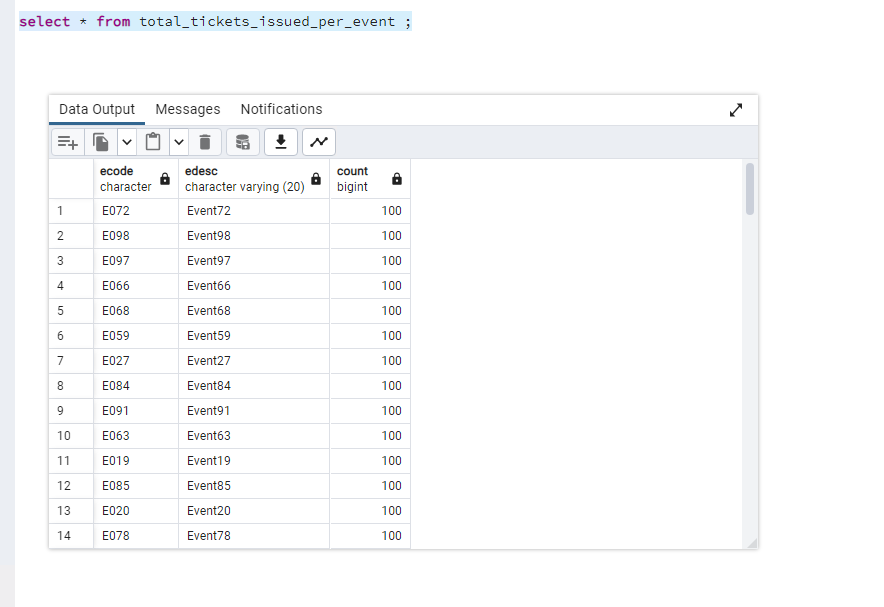 select * from total_tickets_issued_per_event ;
Data Output Messages Notifications
ecode edesc count
character character varying (20) bigint
1 E072 Event72 100
2 E098 Event98 100
3 E097 Event97 100
4 E066 Event66 100
5 E068 Event68 100
6 E059 Event59 100
7 E027 Event27 100
8 E084 Event84 100
9 E091 Event91 100
10 E063 Event63 100
11 E019 Event19 100
12 E085 Event85 100
13 E020 Event20 100
14 E078 Event78 100